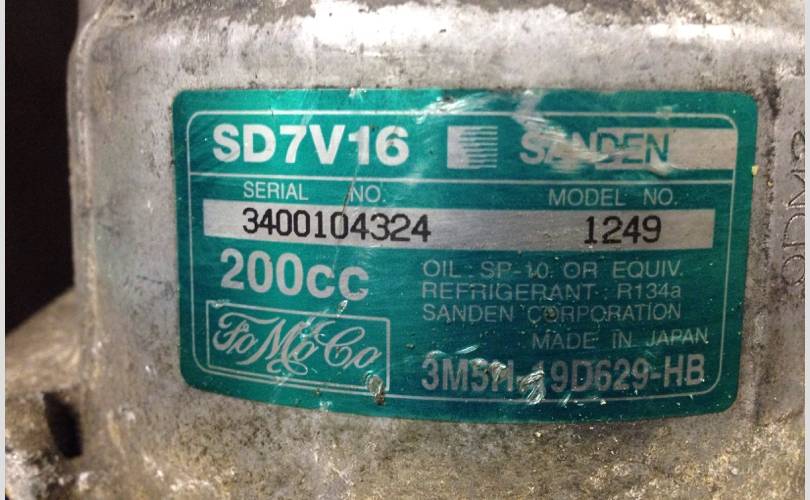 SD7V16 SANDEN
SERIAL NO. MODEL NO.
3400104324 1249
200cc
OIL : SP-10 OR EQUIV.
REFRIGERANT : R134a
SANDEN CORPORATION
MADE IN JAPAN
FoMoCo
3M5H-19D629-HB